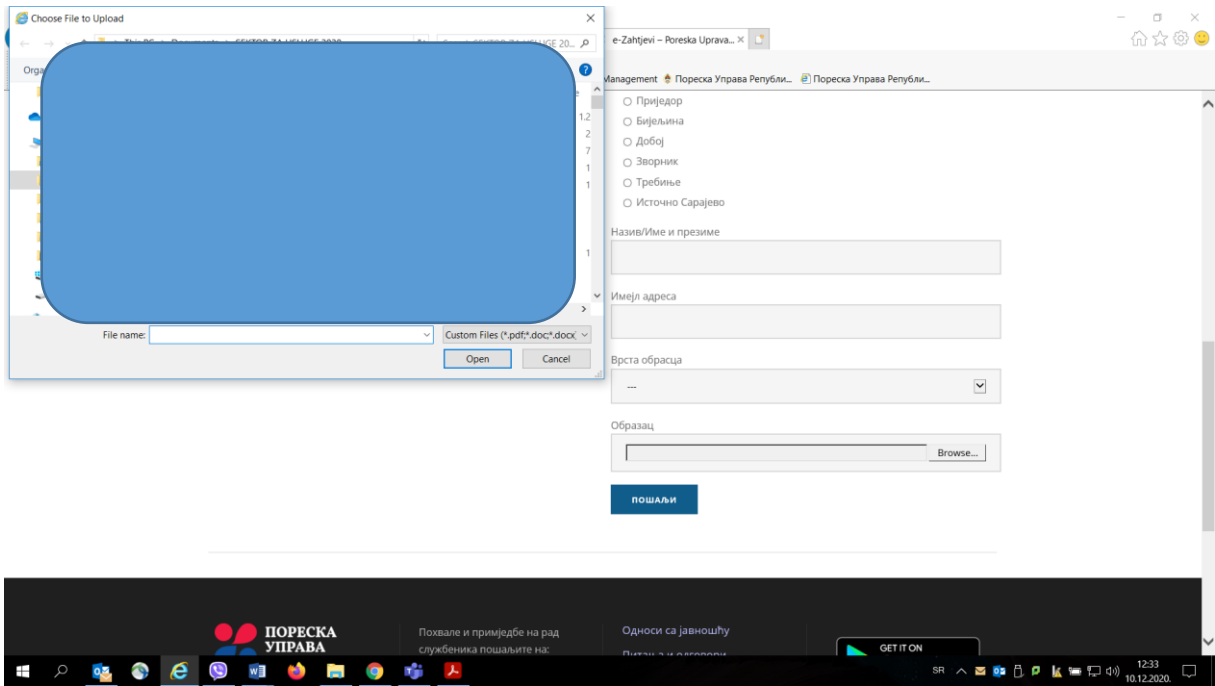 Choose File to Upload
e-Zahtjevi – Poreska Uprava...
Management
Пореска Управа Републи...
Пореска Управа Републи...
Приједор
Бијељина
Добој
Зворник
Требиње
Источно Сарајево
Назив/Име и презиме
Имејл адреса
File name:
Custom Files (*.pdf;*.doc;*.docx(
Open
Cancel
Врста обрасца
---
Образац
Browse...
ПОШАЉИ
ПОРЕСКА
УПРАВА
Похвале и примједбе на рад
службеника пошаљите на:
Односи са јавношћу
GET IT ON
SR
12:33
10.12.2020.